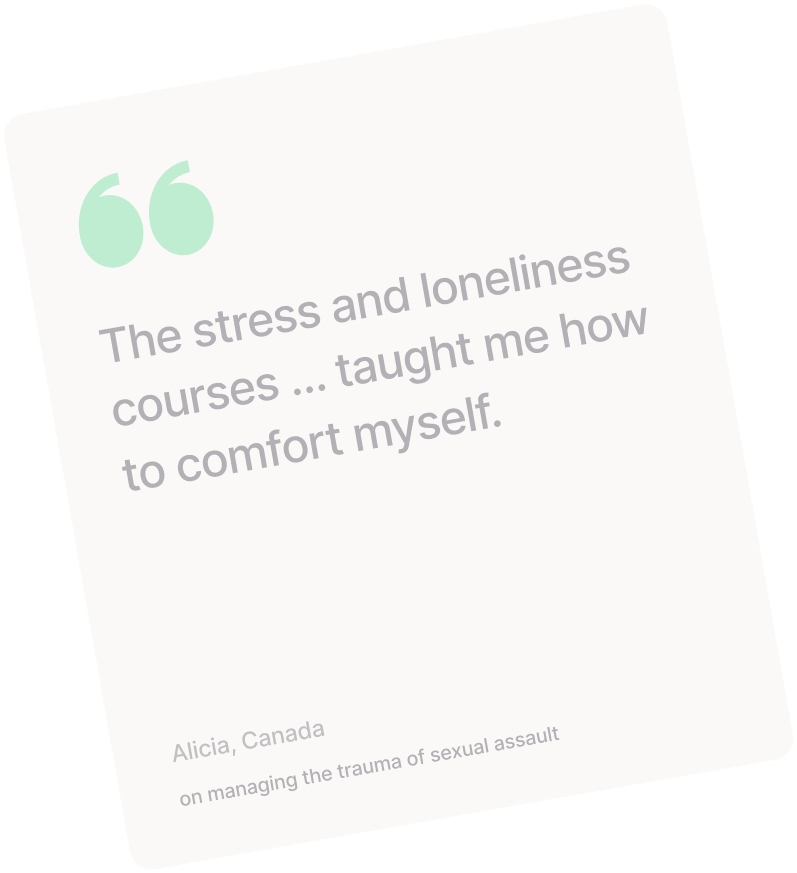 The stress and loneliness
courses ... taught me how
to comfort myself.
Alicia, Canada
on managing the trauma of sexual assault